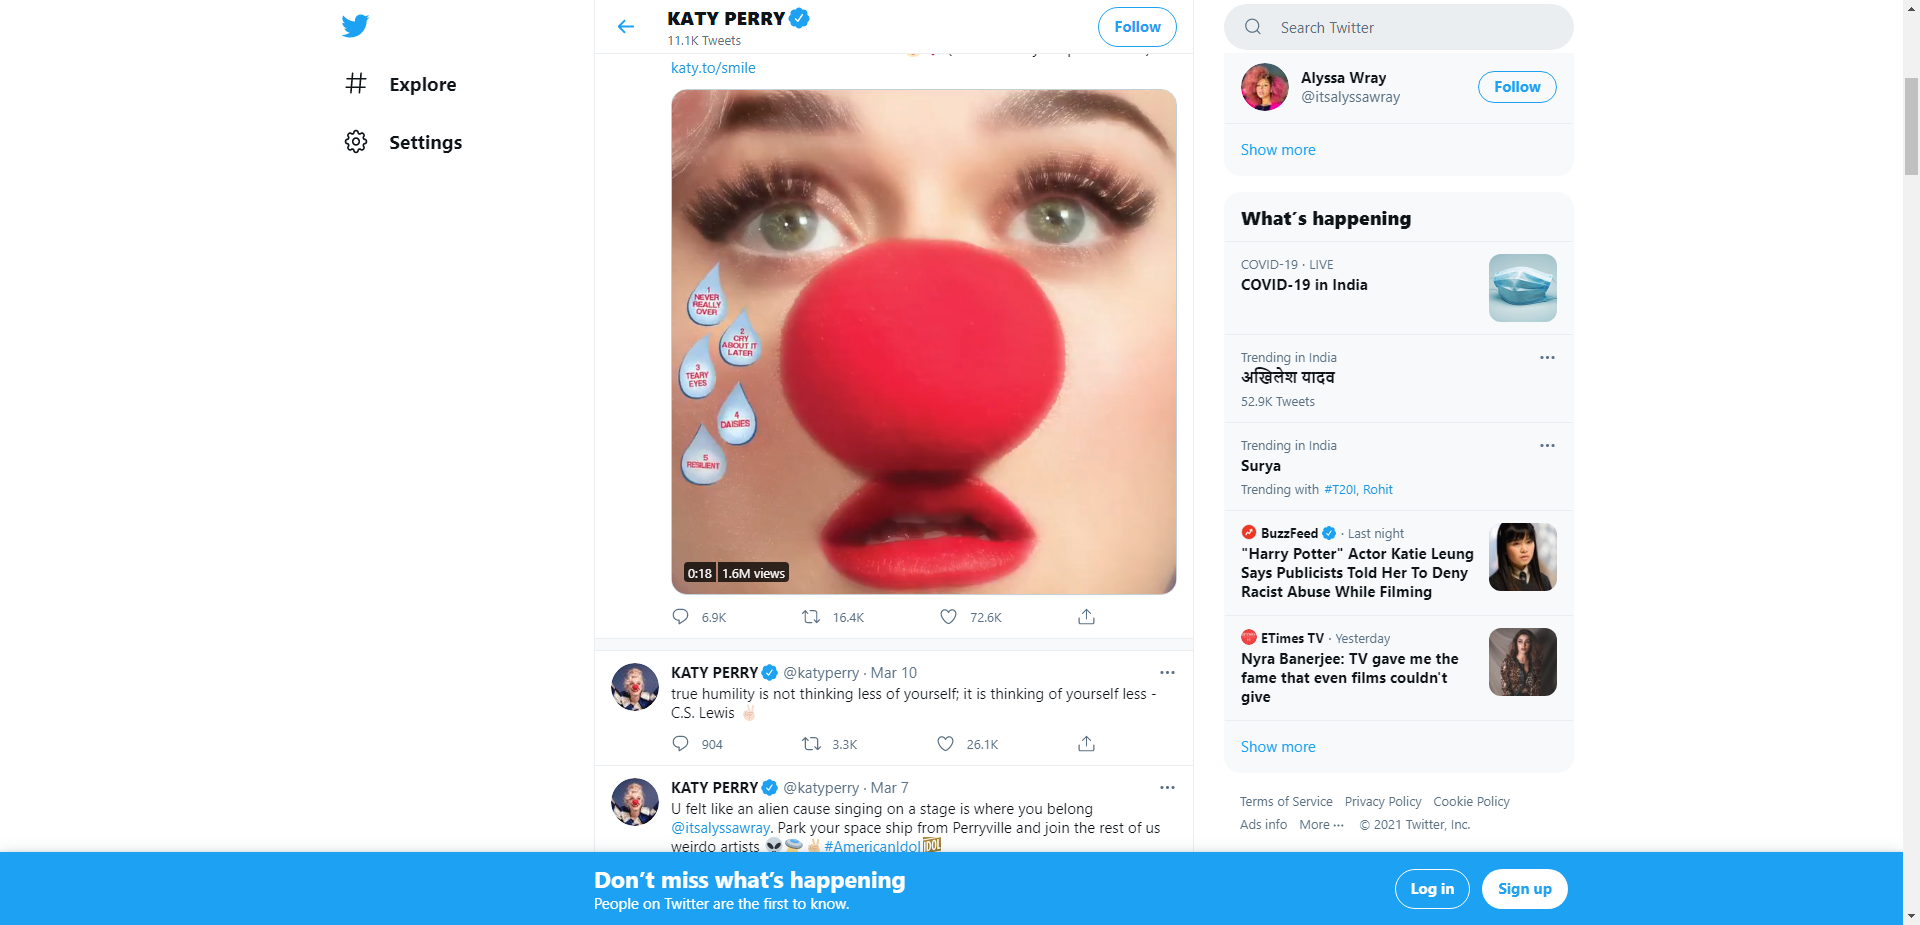 Explore
Settings
KATY PERRY
11.1K Tweets
Follow
katy.to/smile
1 NEVER REALLY OVER
2 CRY ABOUT IT LATER
3 TEARY EYES
4 DAISIES
5 RESILIENT
0:18 1.6M views
6.9K 16.4K 72.6K
KATY PERRY @katyperry · Mar 10
true humility is not thinking less of yourself; it is thinking of yourself less -
C.S. Lewis ✌🏻
904 3.3K 26.1K
KATY PERRY @katyperry · Mar 7
U felt like an alien cause singing on a stage is where you belong
@itsalyssawray. Park your space ship from Perryville and join the rest of us
weirdo artists #AmericanIdol IDOL
Search Twitter
Alyssa Wray
@itsalyssawray
Follow
Show more
What's happening
COVID-19 · LIVE
COVID-19 in India
Trending in India
अखिलेश यादव
52.9K Tweets
Trending in India
Surya
Trending with #T20I, Rohit
BuzzFeed · Last night
"Harry Potter" Actor Katie Leung
Says Publicists Told Her To Deny
Racist Abuse While Filming
ETimes TV · Yesterday
Nyra Banerjee: TV gave me the
fame that even films couldn't
give
Show more
Terms of Service Privacy Policy Cookie Policy
Ads info More ··· © 2021 Twitter, Inc.
Don't miss what's happening
People on Twitter are the first to know.
Log in
Sign up